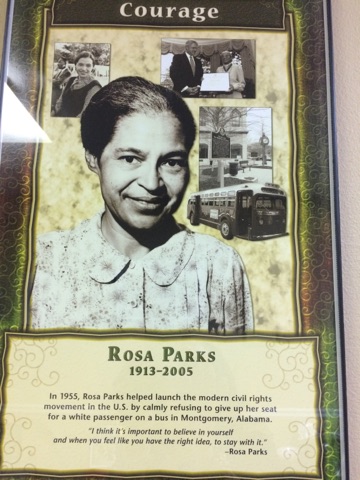 Courage
ROSA PARKS
1913–2005
In 1955, Rosa Parks helped launch the modern civil rights
movement in the U.S. by calmly refusing to give up her seat
for a white passenger on a bus in Montgomery, Alabama.
"I think it's important to believe in yourself
and when you feel like you have the right idea, to stay with it."
–Rosa Parks